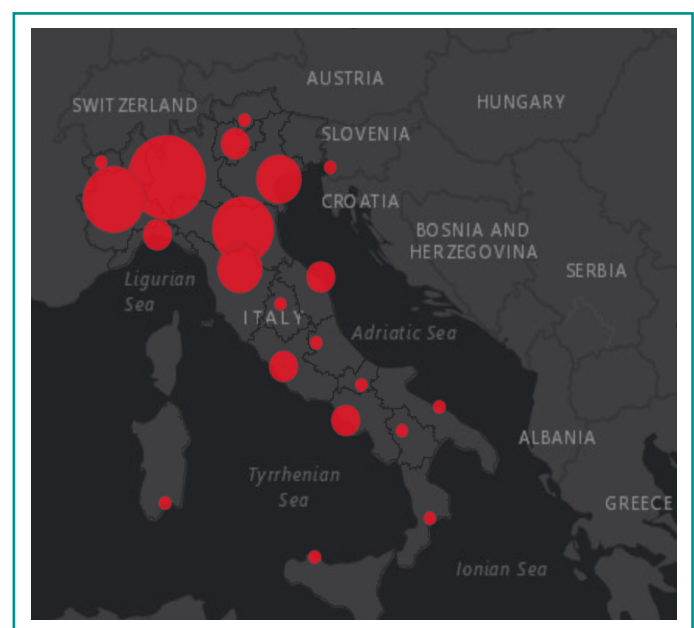 AUSTRIA
SWITZERLAND
HUNGARY
SLOVENIA
CROATIA
BOSNIA AND
HERZEGOVINA
SERBIA
Ligurian
Sea
ITALY
Adriatic Sea
ALBANIA
Tyrrhenian
Sea
GREECE
Ionian Sea